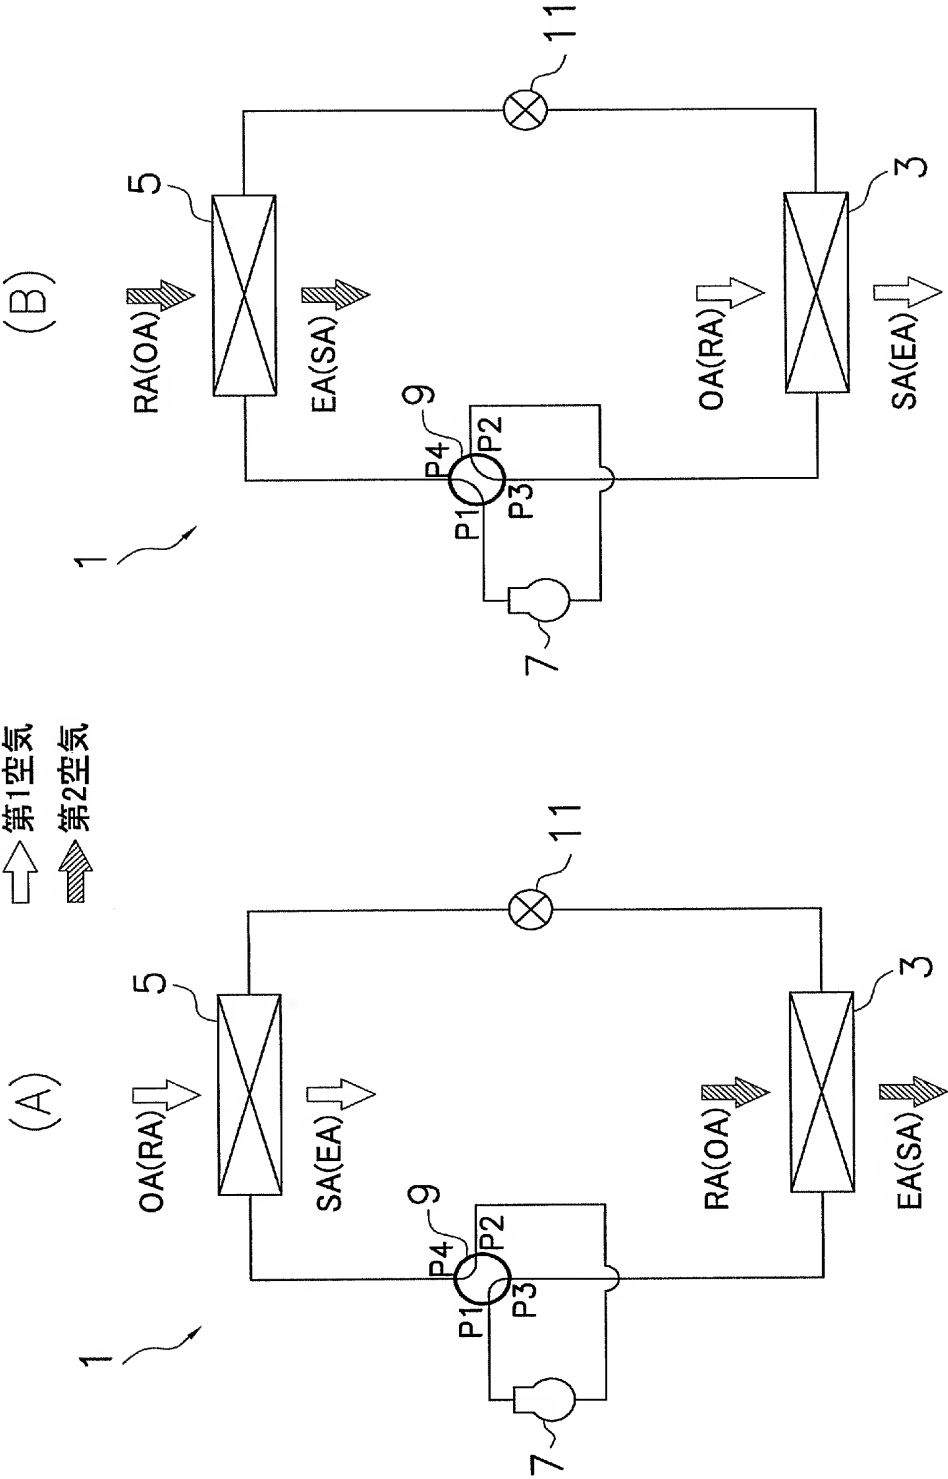 第1空気
第2空気
(A)
1
OA(RA)
5
SA(EA)
9
P4
P2
P1
P3
7
11
RA(OA)
3
EA(SA)
(B)
1
RA(OA)
5
EA(SA)
9
P4
P2
P1
P3
7
11
OA(RA)
3
SA(EA)